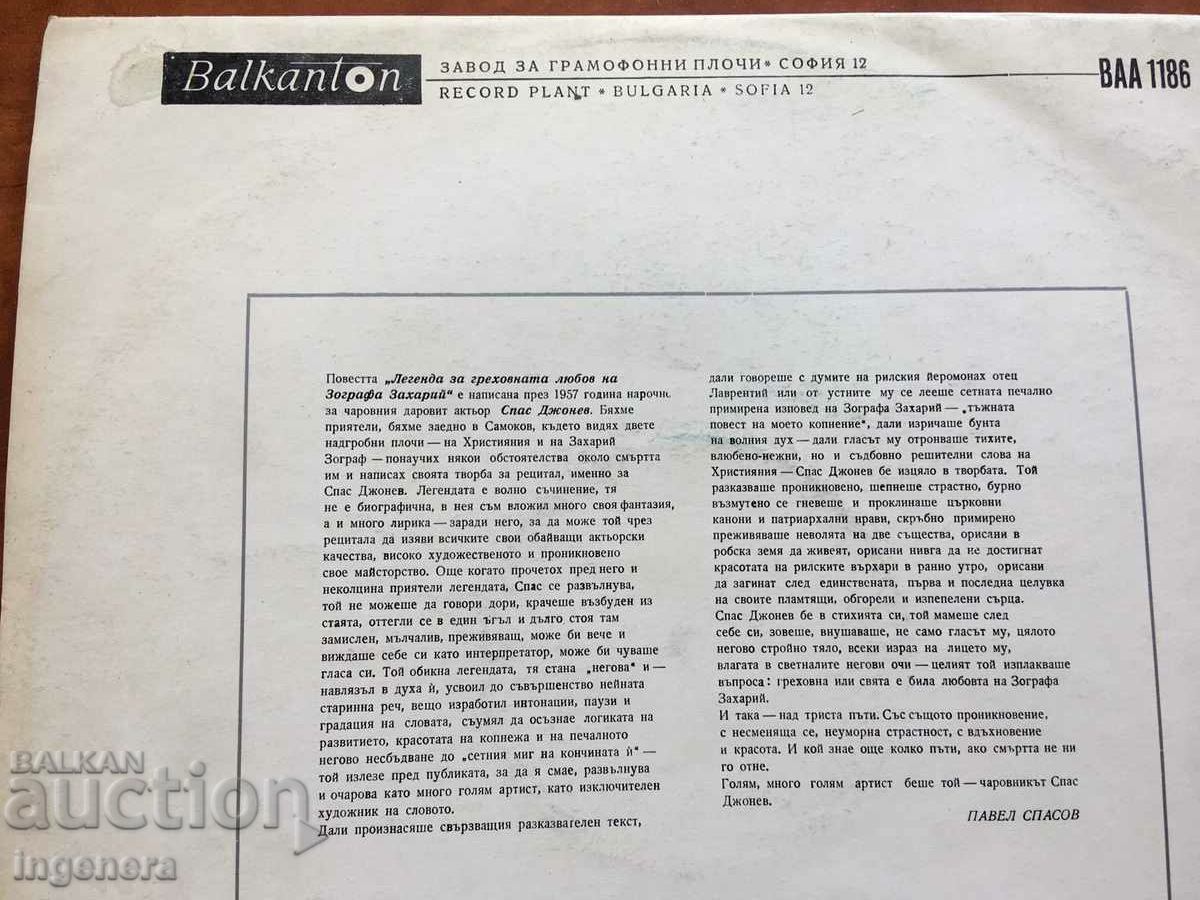 Balkanton
ЗАВОД ЗА ГРАМОФОННИ ПЛОЧИ * СОФИЯ 12
RECORD PLANT * BULGARIA * SOFIA 12
ВАА 1186
Повестта „Легенда за греховната любов на
Зографа Захарий" е написана през 1957 година нарочно
за чаровния даровит актьор Спас Джонев. Бяхме
приятели, бяхме заедно в Самоков, където видях двете
надгробни плочи — на Християния и на Захарий
Зограф — понаучих някои обстоятелства около смъртта
им и написах своята творба за рецитал, именно за
Спас Джонев. Легендата е волно съчинение, тя
не е биографична, в нея съм вложил много своя фантазия,
а и много лирика — заради него, за да може той чрез
рецитала да изяви всичките свои обайващи актьорски
качества, високо художественото и проникновено
свое майсторство. Още когато прочетох пред него и
неколцина приятели легендата, Спас се развълнува,
той не можеше да говори дори, крачеше възбуден из
стаята, оттегли се в един ъгъл и дълго стоя там
замислен, мълчалив, преживяващ, може би вече и
виждаше себе си като интерпретатор, може би чуваше
гласа си. Той обикна легендата, тя стана „негова" и —
навлязъл в духа ѝ, усвоил до съвършенство нейната
старинна реч, вещо изработил интонации, паузи и
градация на словата, съумял да осъзнае логиката на
развитието, красотата на копнежа и на печалното
негово несбъдване до „сетния миг на кончината ѝ" —
той излезе пред публиката, за да я смае, развълнува
и очарова като много голям артист, като изключителен
художник на словото.
Дали произнасяше свързващия разказвателен текст,
дали говореше с думите на рилския йеромонах отец
Лаврентий или от устните му се лееше сетната печално
примирена изповед на Зографа Захарий — „тъжната
повест на моето копнение", дали изричаше бунта
на волния дух — дали гласът му отронваше тихите,
влюбено-нежни, но и съдбовно решителни слова на
Християния — Спас Джонев бе изцяло в творбата. Той
разказваше проникновено, шепнеше страстно, бурно
възмутено се гневеше и проклинаше църковни
канони и патриархални нрави, скръбно примирено
преживяваше неволята на две същества, орисани в
робска земя да живеят, орисани нивга да не достигнат
красотата на рилските върхари в ранно утро, орисани
да загинат след единствената, първа и последна целувка
на своите пламтящи, обгорели и изпепелени сърца.
Спас Джонев бе в стихията си, той мамеше след
себе си, зовеше, внушаваше, не само гласът му, цялото
негово стройно тяло, всеки израз на лицето му,
влагата в светналите негови очи — целият той изплакваше
въпроса: греховна или свята е била любовта на Зографа
Захарий.
И така — над триста пъти. Със същото проникновение,
с несменяща се, неуморна страстност, с вдъхновение
и красота. И кой знае още колко пъти, ако смъртта не ни
го отне.
Голям, много голям артист беше той — чаровникът Спас
Джонев.
ПАВЕЛ СПАСОВ
BALKAN
auction
ingenera